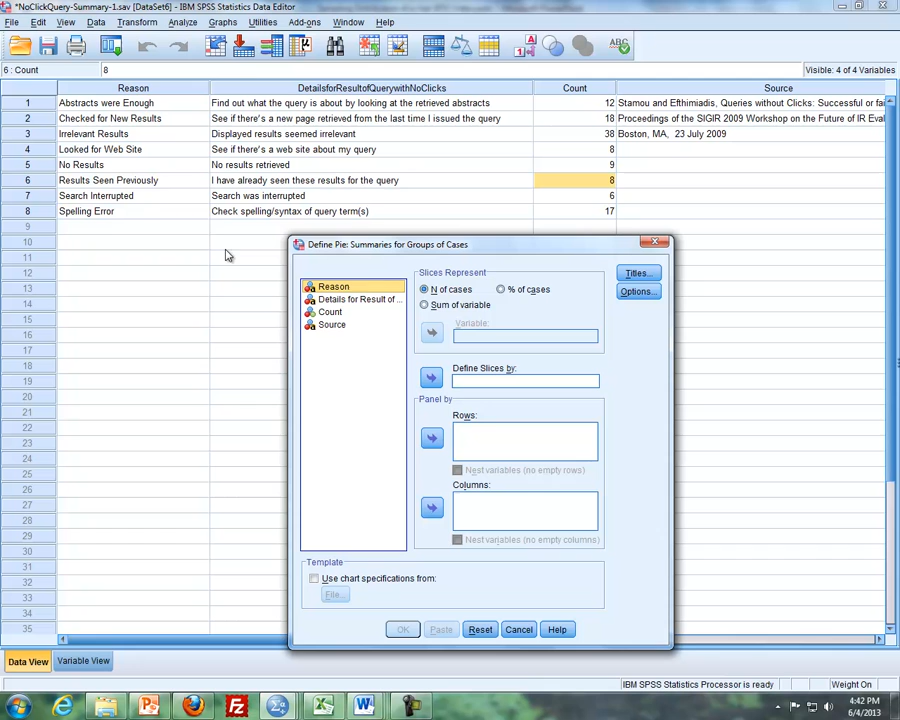 *NoClickQuery-Summary-1.sav [DataSet6] - IBM SPSS Statistics Data Editor
File Edit View Data Transform Analyze Graphs Utilities Add-ons Window Help
6 : Count 8 Visible: 4 of 4 Variables
Reason DetailsforResultofQuerywithNoClicks Count Source
1 Abstracts were Enough Find out what the query is about by looking at the retrieved abstracts 12 Stamou and Efthimiadis, Queries without Clicks: Successful or fai
2 Checked for New Results See if there's a new page retrieved from the last time I issued the query 18 Proceedings of the SIGIR 2009 Workshop on the Future of IR Eval
3 Irrelevant Results Displayed results seemed irrelevant 38 Boston, MA, 23 July 2009
4 Looked for Web Site See if there's a web site about my query 8
5 No Results No results retrieved 9
6 Results Seen Previously I have already seen these results for the query 8
7 Search Interrupted Search was interrupted 6
8 Spelling Error Check spelling/syntax of query term(s) 17
9
10
11
12
13
14
15
16
17
18
19
20
21
22
23
24
25
26
27
28
29
30
31
32
33
34
35
Define Pie: Summaries for Groups of Cases
Reason
Details for Result of...
Count
Source
Slices Represent
N of cases % of cases
Sum of variable
Variable:
Define Slices by:
Panel by
Rows:
Nest variables (no empty rows)
Columns:
Nest variables (no empty columns)
Titles...
Options...
Template
Use chart specifications from:
File...
OK Paste Reset Cancel Help
Data View Variable View
IBM SPSS Statistics Processor is ready Weight On
4:42 PM
6/4/2013